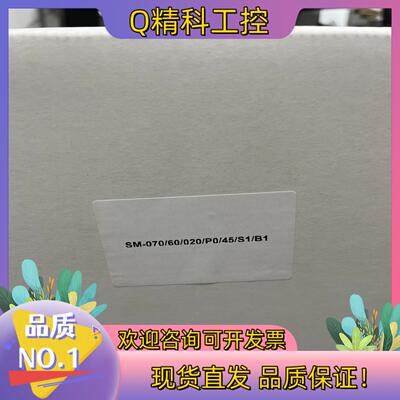 Q精科工控
SM-070/60/020/P0/45/S1/B1
品质
NO.1
欢迎咨询可开发票
现货直发 品质保证!